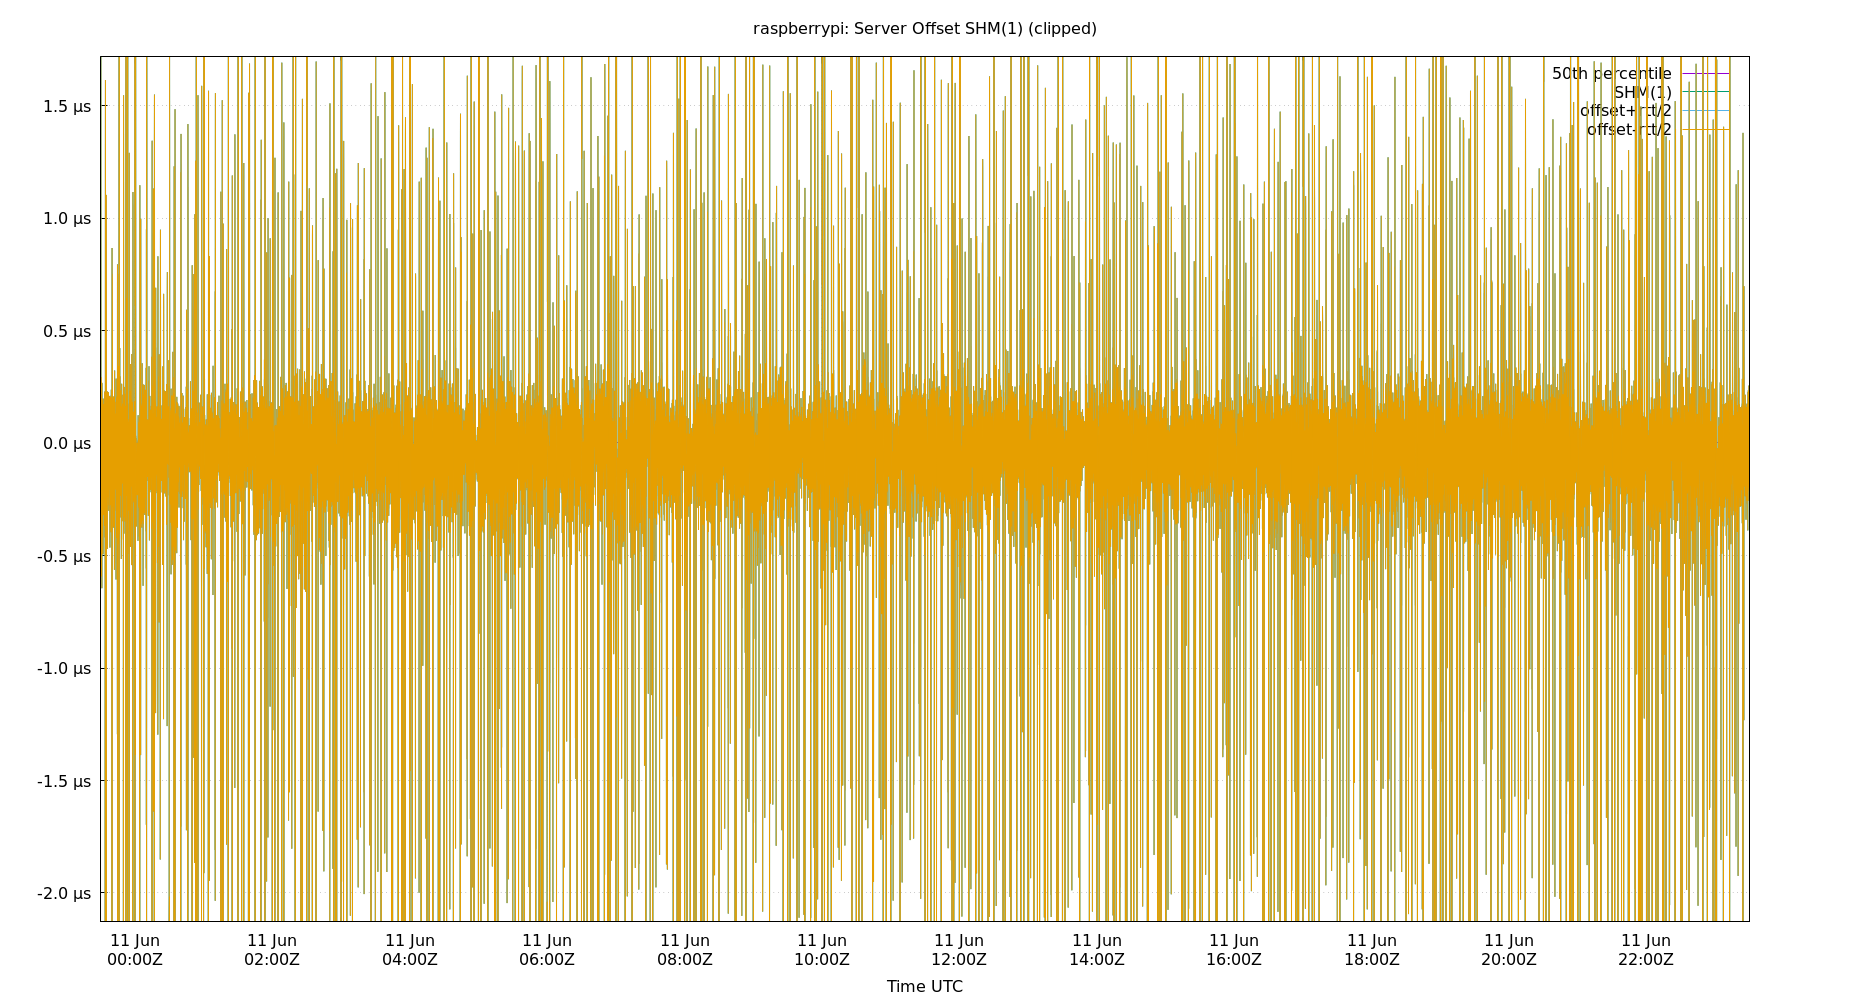 raspberrypi: Server Offset SHM(1) (clipped)
50th percentile
SHM(1)
offset+rtt/2
offset-rtt/2
1.5 µs
1.0 µs
0.5 µs
0.0 µs
-0.5 µs
-1.0 µs
-1.5 µs
-2.0 µs
11 Jun 11 Jun 11 Jun 11 Jun 11 Jun 11 Jun 11 Jun 11 Jun 11 Jun 11 Jun 11 Jun 11 Jun
00:00Z 02:00Z 04:00Z 06:00Z 08:00Z 10:00Z 12:00Z 14:00Z 16:00Z 18:00Z 20:00Z 22:00Z
Time UTC